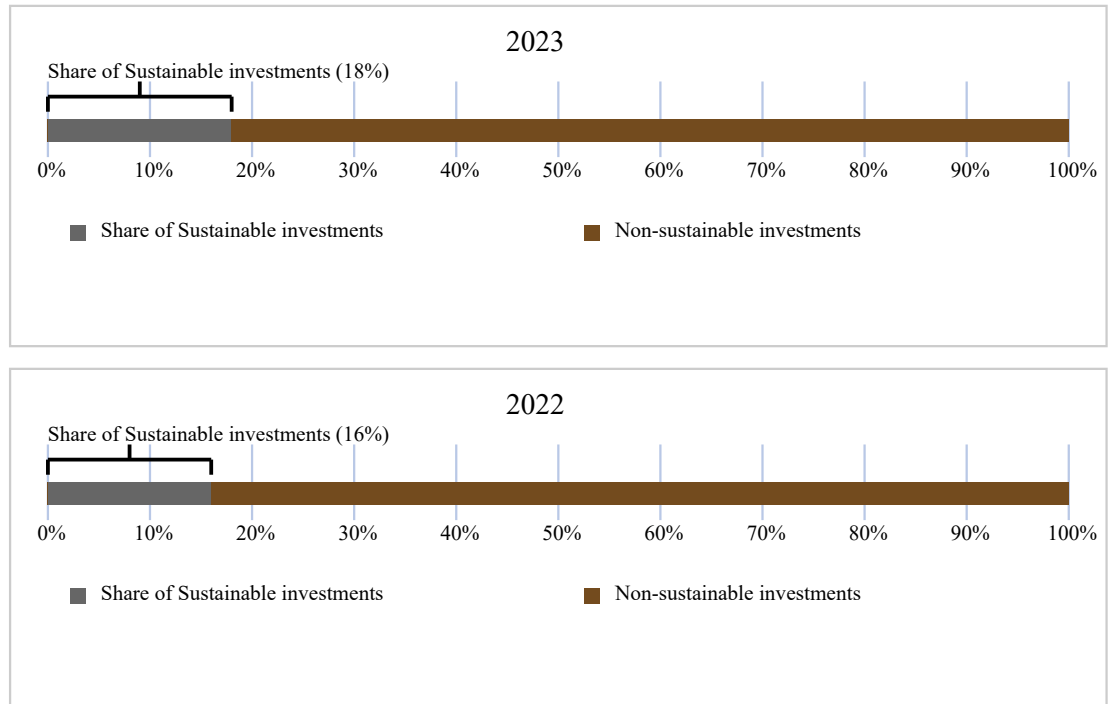 2023
Share of Sustainable investments (18%)
0% 10% 20% 30% 40% 50% 60% 70% 80% 90% 100%
Share of Sustainable investments Non-sustainable investments
2022
Share of Sustainable investments (16%)
0% 10% 20% 30% 40% 50% 60% 70% 80% 90% 100%
Share of Sustainable investments Non-sustainable investments